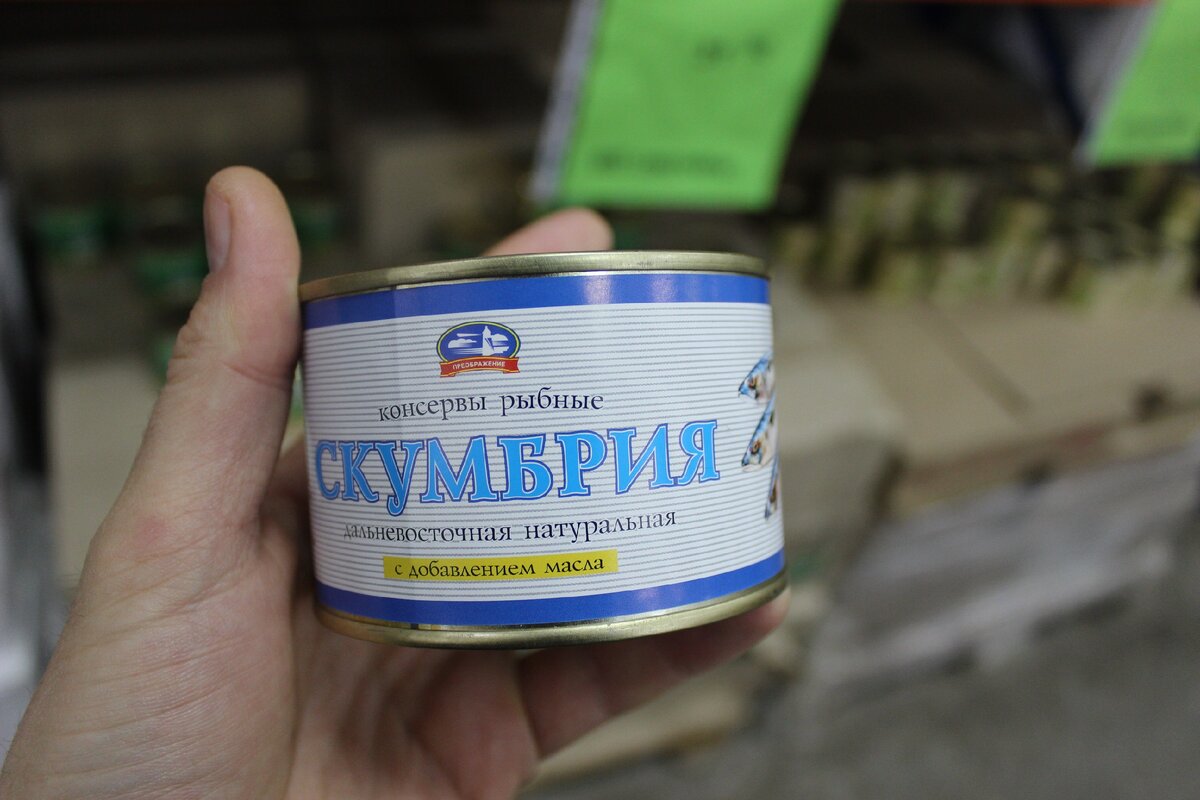 ПРЕОБРАЖЕНИЕ
консервы рыбные
СКУМБРИЯ
дальневосточная натуральная
с добавлением масла